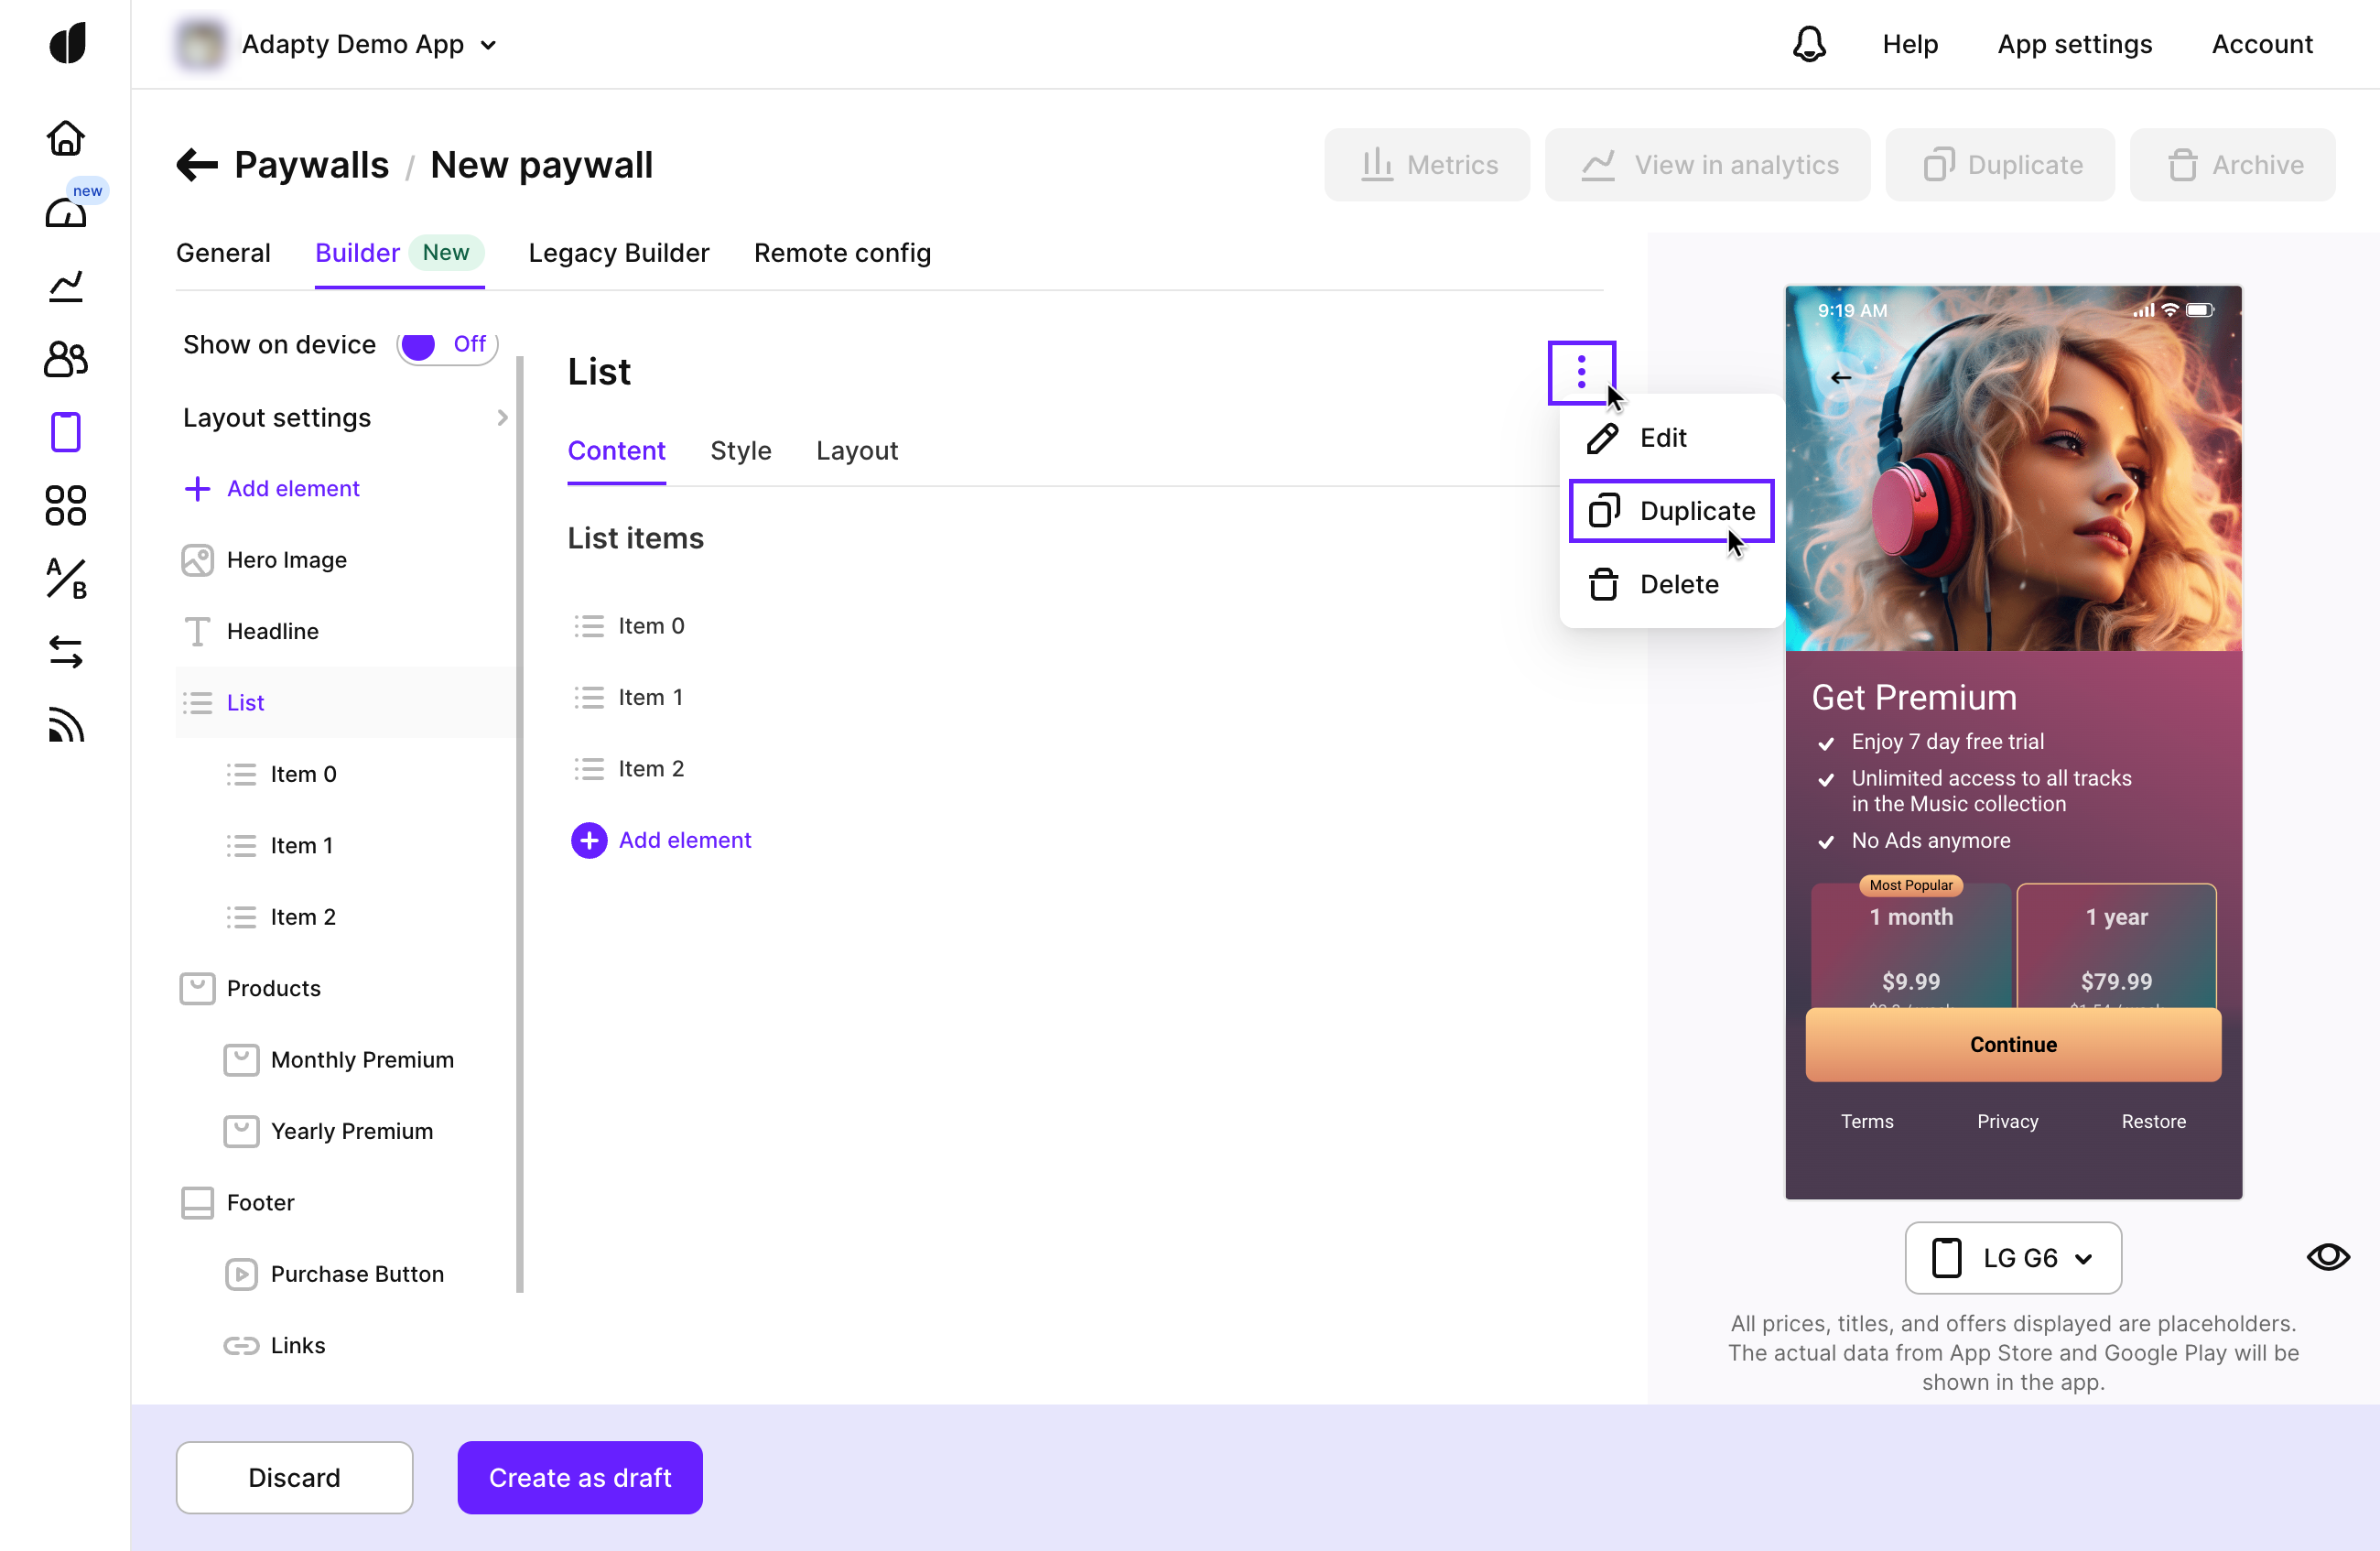 Adapty Demo App
Help
App settings
Account
new
Paywalls / New paywall
Metrics
View in analytics
Duplicate
Archive
General
Builder New
Legacy Builder
Remote config
Show on device Off
Layout settings
Add element
Hero Image
Headline
List
Item 0
Item 1
Item 2
Products
Monthly Premium
Yearly Premium
Footer
Purchase Button
Links
A/B
List
Content
Style
Layout
List items
Item 0
Item 1
Item 2
Add element
Edit
Duplicate
Delete
9:19 AM
Get Premium
Enjoy 7 day free trial
Unlimited access to all tracks
in the Music collection
No Ads anymore
Most Popular
1 month
$9.99
1 year
$79.99
Continue
Terms
Privacy
Restore
LG G6
All prices, titles, and offers displayed are placeholders.
The actual data from App Store and Google Play will be
shown in the app.
Discard
Create as draft